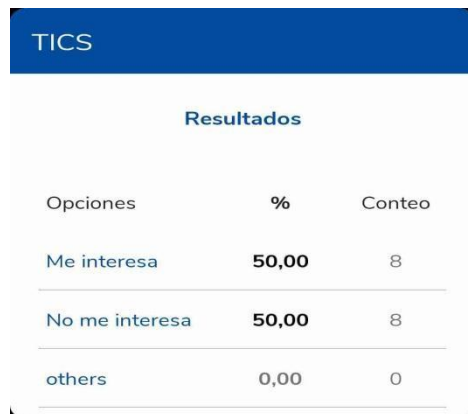 TICS
Resultados
Opciones % Conteo
Me interesa 50,00 8
No me interesa 50,00 8
others 0,00 0